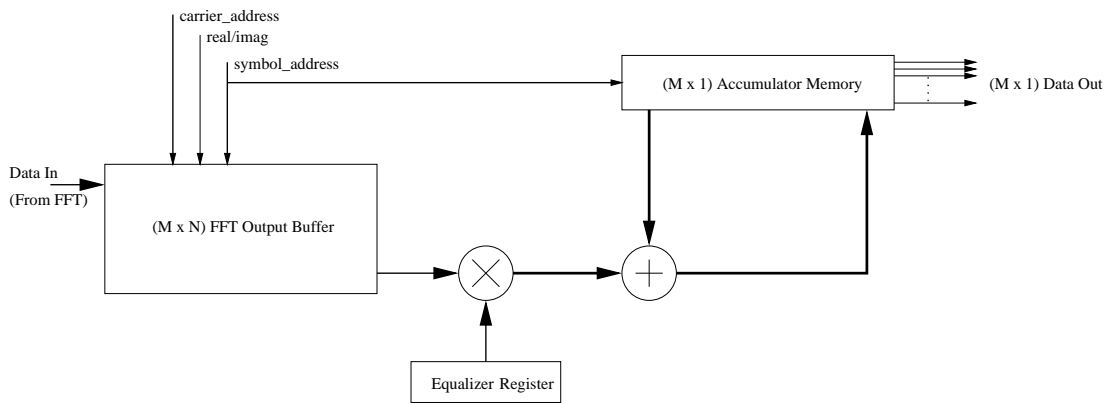 carrier_address
real/imag
symbol_address
(M x 1) Accumulator Memory
(M x 1) Data Out
Data In
(From FFT)
(M x N) FFT Output Buffer
Equalizer Register